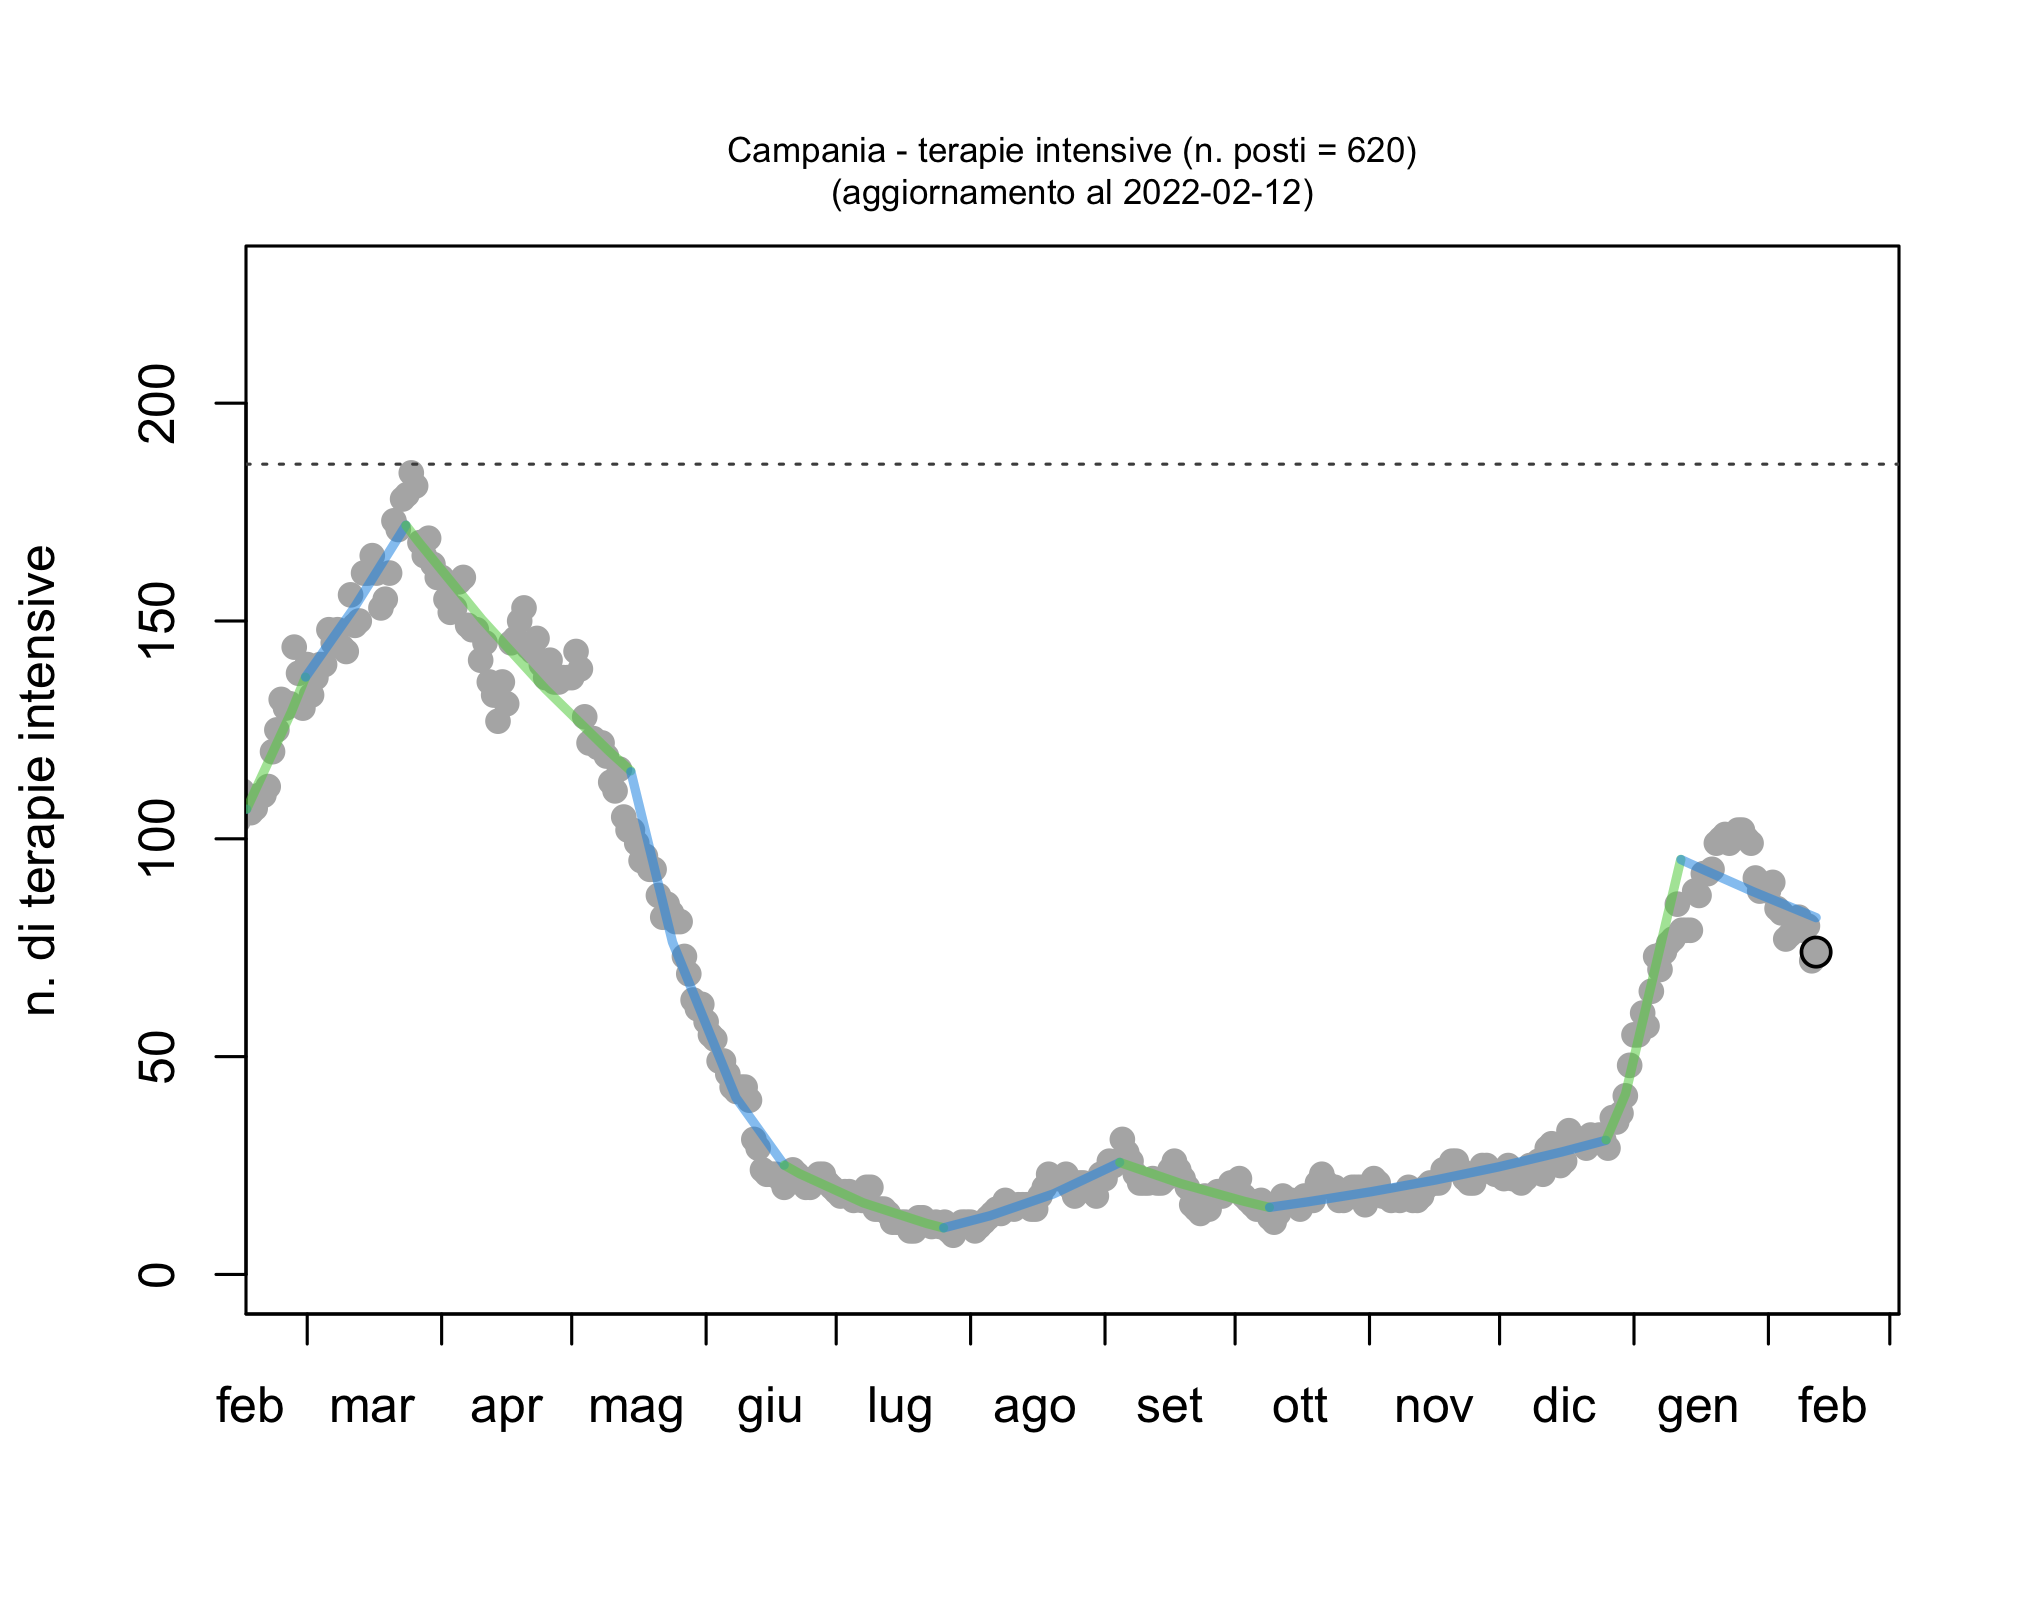 Campania - terapie intensive (n. posti = 620)
(aggiornamento al 2022-02-12)
n. di terapie intensive
200
150
100
50
0
feb mar apr mag giu lug ago set ott nov dic gen feb